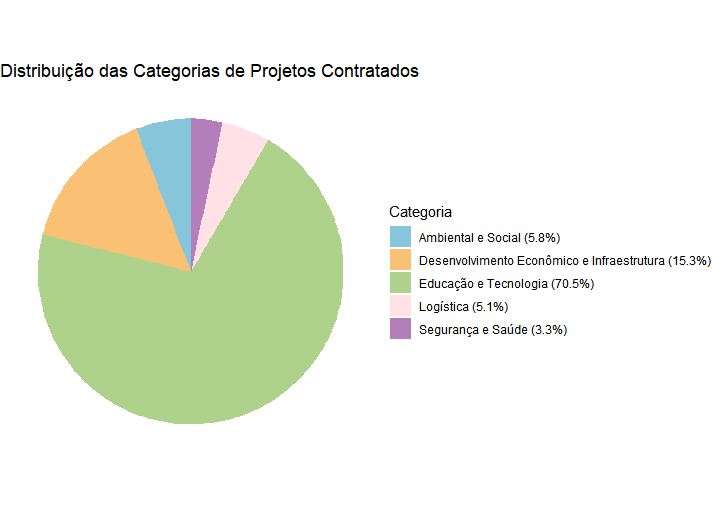 Distribuição das Categorias de Projetos Contratados
Categoria
Ambiental e Social (5.8%)
Desenvolvimento Econômico e Infraestrutura (15.3%)
Educação e Tecnologia (70.5%)
Logística (5.1%)
Segurança e Saúde (3.3%)